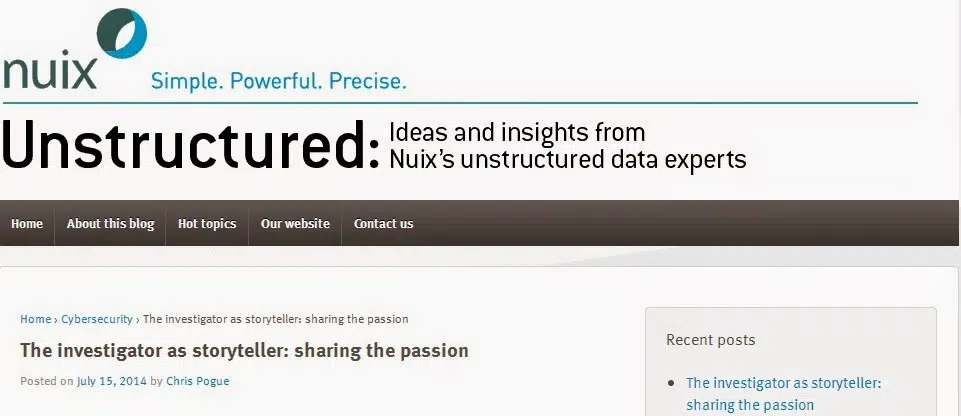 nuix
Simple. Powerful. Precise.
Unstructured:
Ideas and insights from
Nuix's unstructured data experts
Home
About this blog
Hot topics
Our website
Contact us
Home › Cybersecurity › The investigator as storyteller: sharing the passion
The investigator as storyteller: sharing the passion
Posted on July 15, 2014 by Chris Pogue
Recent posts
• The investigator as storyteller:
sharing the passion